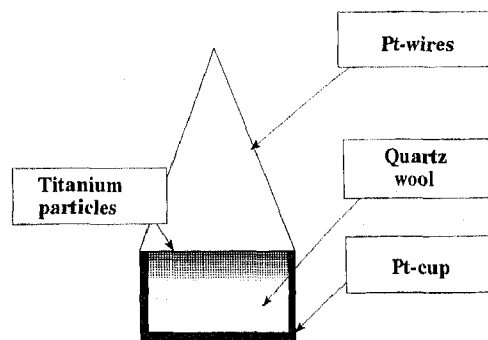 Pt-wires
Quartz
wool
Titanium
particles
Pt-cup